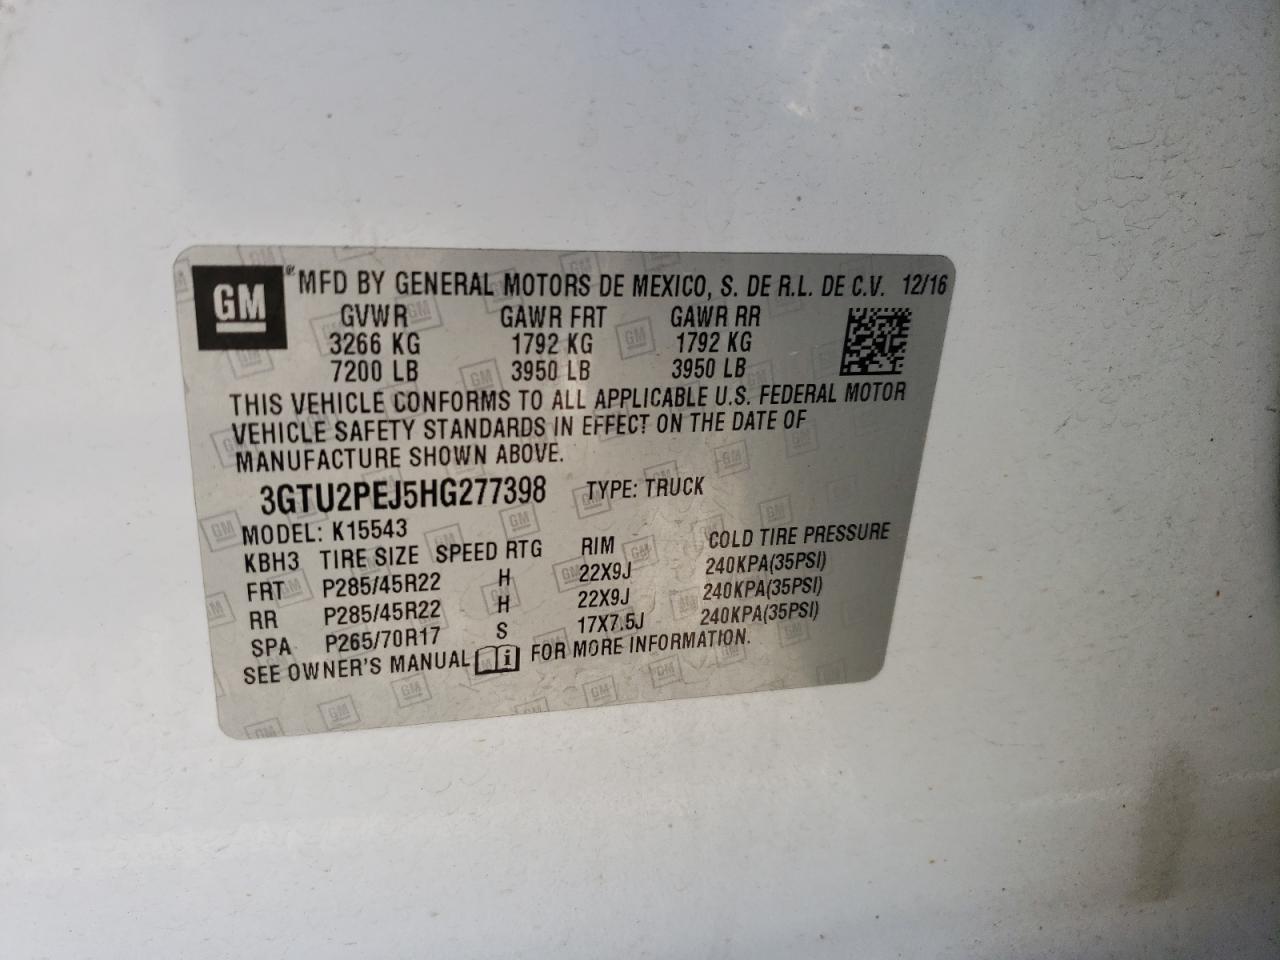 GM ® MFD BY GENERAL MOTORS DE MEXICO, S. DE R.L. DE C.V. 12/16
GVWR GAWR FRT GAWR RR
3266 KG 1792 KG 1792 KG
7200 LB 3950 LB 3950 LB
THIS VEHICLE CONFORMS TO ALL APPLICABLE U.S. FEDERAL MOTOR
VEHICLE SAFETY STANDARDS IN EFFECT ON THE DATE OF
MANUFACTURE SHOWN ABOVE.
3GTU2PEJ5HG277398 TYPE: TRUCK
MODEL: K15543
KBH3 TIRE SIZE SPEED RTG RIM COLD TIRE PRESSURE
FRT P285/45R22 H 22X9J 240KPA(35PSI)
RR P285/45R22 H 22X9J 240KPA(35PSI)
SPA P265/70R17 S 17X7.5J 240KPA(35PSI)
SEE OWNER'S MANUAL i FOR MORE INFORMATION.